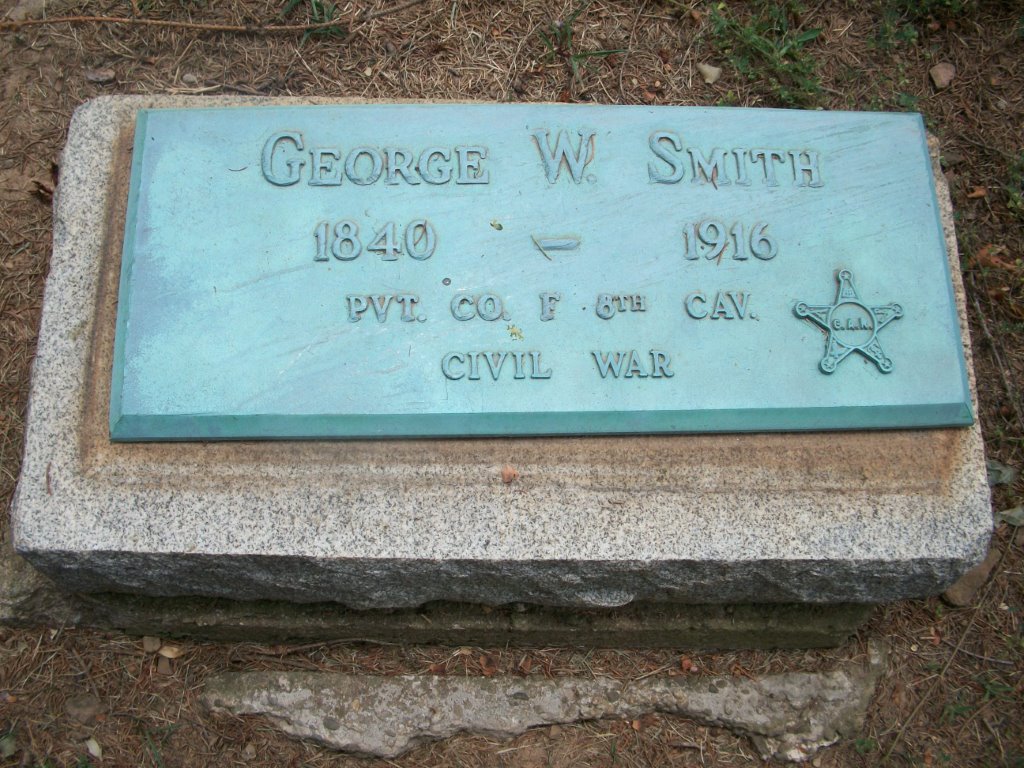 GEORGE W. SMITH
1840 - 1916
PVT. CO. F 8TH CAV.
CIVIL WAR
G.A.R.